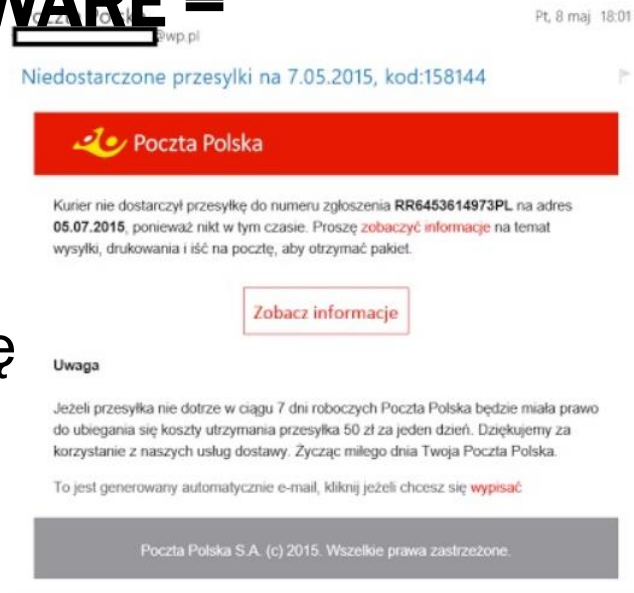 WARE =
Pt, 8 maj 18:01
@wp.pl
Niedostarczone przesylki na 7.05.2015, kod:158144
Poczta Polska
Kurier nie dostarczył przesyłkę do numeru zgłoszenia RR6453614973PL na adres
05.07.2015, ponieważ nikt w tym czasie. Proszę zobaczyć informacje na temat
wysyłki, drukowania i iść na pocztę, aby otrzymać pakiet.
Zobacz informacje
ę
Uwaga
Jeżeli przesyłka nie dotrze w ciągu 7 dni roboczych Poczta Polska będzie miała prawo
do ubiegania się koszty utrzymania przesyłka 50 zł za jeden dzień. Dziękujemy za
korzystanie z naszych usług dostawy. Życząc miłego dnia Twoja Poczta Polska.
To jest generowany automatycznie e-mail, kliknij jeżeli chcesz się wypisać
Poczta Polska S.A. (c) 2015. Wszelkie prawa zastrzeżone.